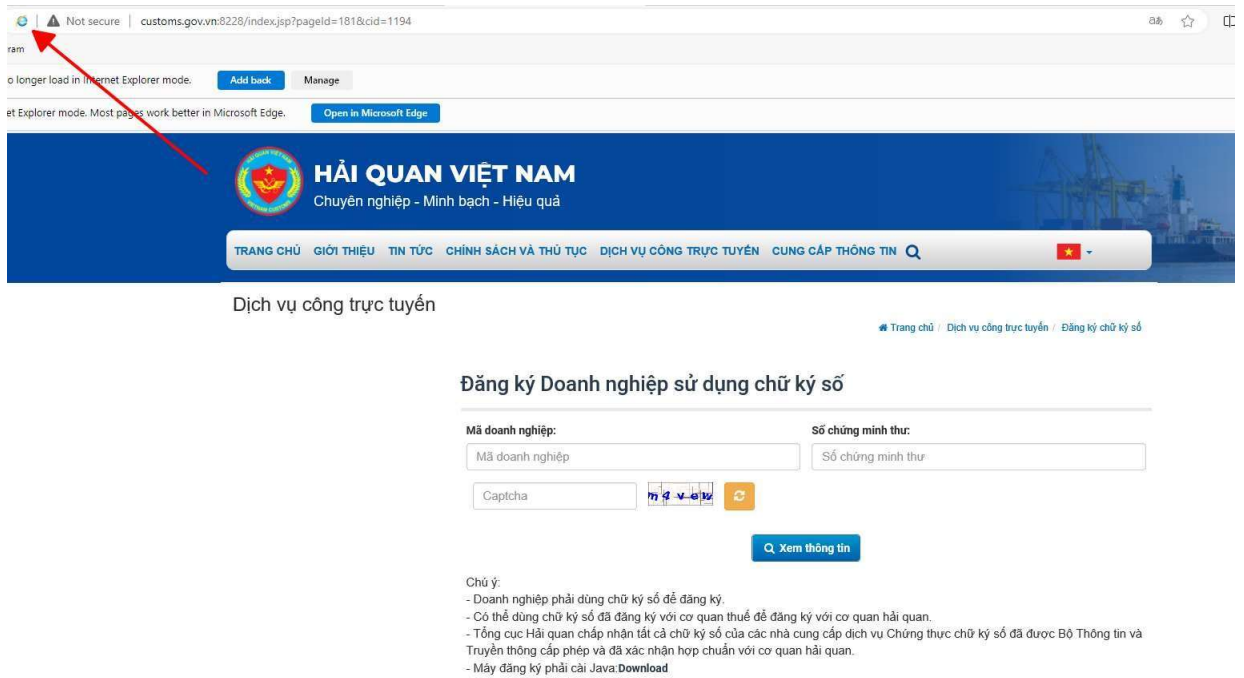 Not secure | customs.gov.vn:8228/index.jsp?pageId=181&cid=1194
ram
o longer load in Internet Explorer mode. Add back Manage
et Explorer mode. Most pages work better in Microsoft Edge. Open in Microsoft Edge
HẢI QUAN VIỆT NAM
Chuyên nghiệp - Minh bạch - Hiệu quả
TRANG CHỦ GIỚI THIỆU TIN TỨC CHÍNH SÁCH VÀ THỦ TỤC DỊCH VỤ CÔNG TRỰC TUYẾN CUNG CẤP THÔNG TIN
Dịch vụ công trực tuyến
Trang chủ / Dịch vụ công trực tuyến / Đăng ký chữ ký số
Đăng ký Doanh nghiệp sử dụng chữ ký số
Mã doanh nghiệp: Số chứng minh thư:
Mã doanh nghiệp Số chứng minh thư
Captcha m4vew
Xem thông tin
Chú ý:
- Doanh nghiệp phải dùng chữ ký số để đăng ký.
- Có thể dùng chữ ký số đã đăng ký với cơ quan thuế để đăng ký với cơ quan hải quan.
- Tổng cục Hải quan chấp nhận tất cả chữ ký số của các nhà cung cấp dịch vụ Chứng thực chữ ký số đã được Bộ Thông tin và
Truyền thông cấp phép và đã xác nhận hợp chuẩn với cơ quan hải quan.
- Máy đăng ký phải cài Java:Download